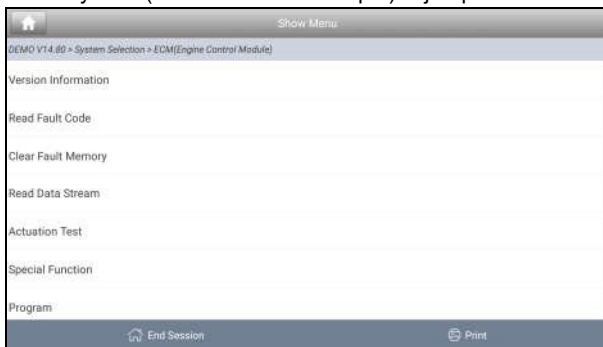 Show Menu
DEMO V14.80 > System Selection > ECM(Engine Control Module)
Version Information
Read Fault Code
Clear Fault Memory
Read Data Stream
Actuation Test
Special Function
Program
End Session
Print